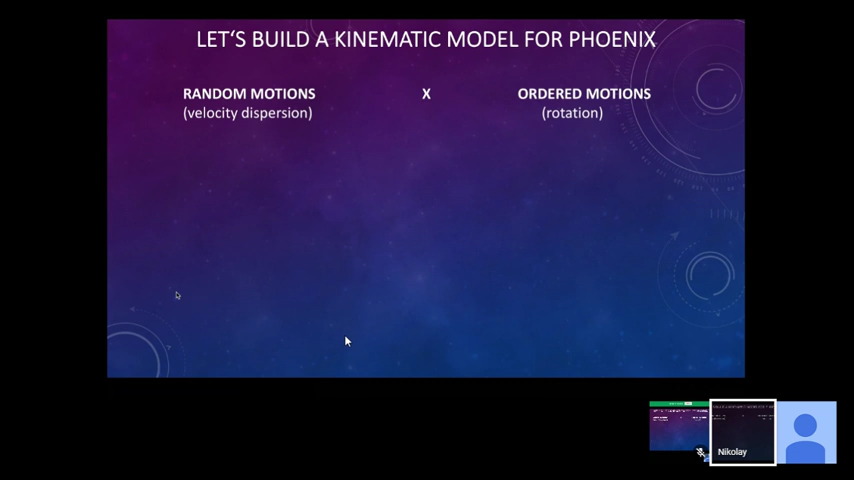 LET'S BUILD A KINEMATIC MODEL FOR PHOENIX
RANDOM MOTIONS X ORDERED MOTIONS
(velocity dispersion) (rotation)
Nikolay